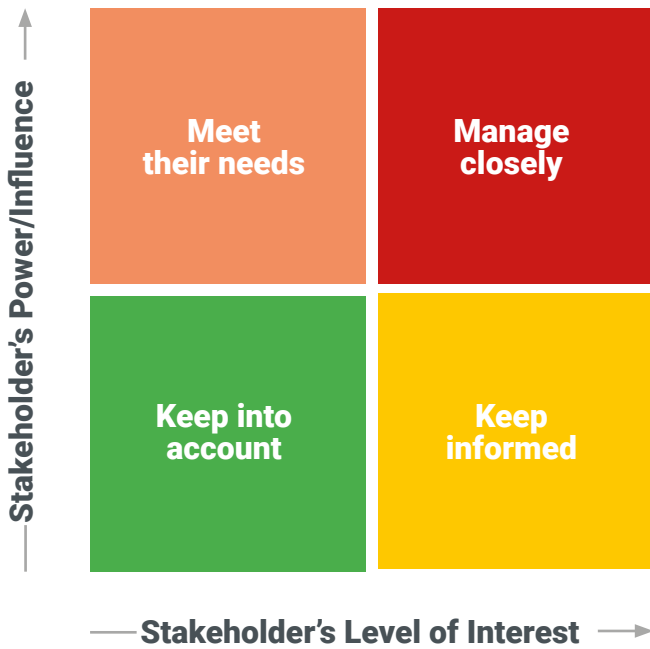 Stakeholder’s Power/Influence
Meet
their needs
Manage
closely
Keep into
account
Keep
informed
Stakeholder’s Level of Interest